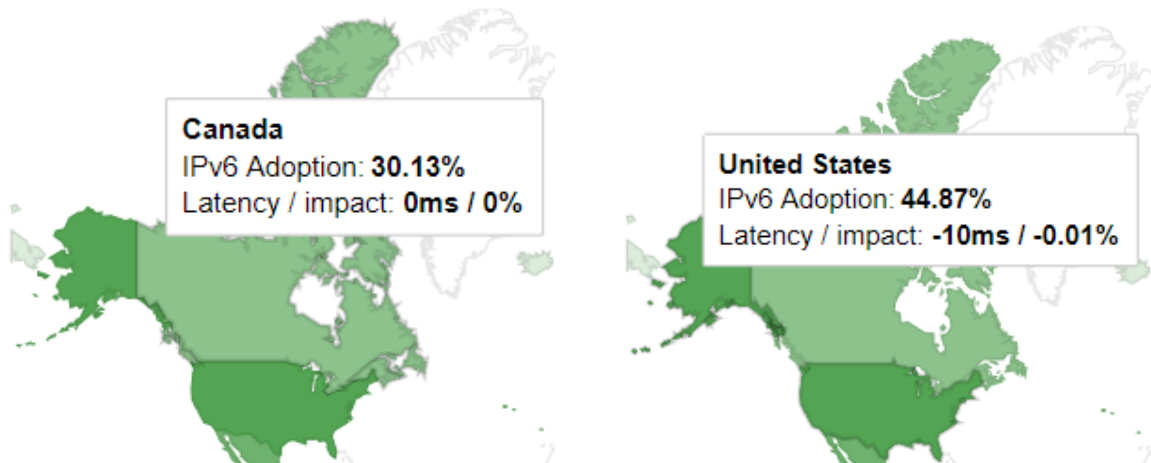 Canada
IPv6 Adoption: 30.13%
Latency / impact: 0ms / 0%
United States
IPv6 Adoption: 44.87%
Latency / impact: -10ms / -0.01%